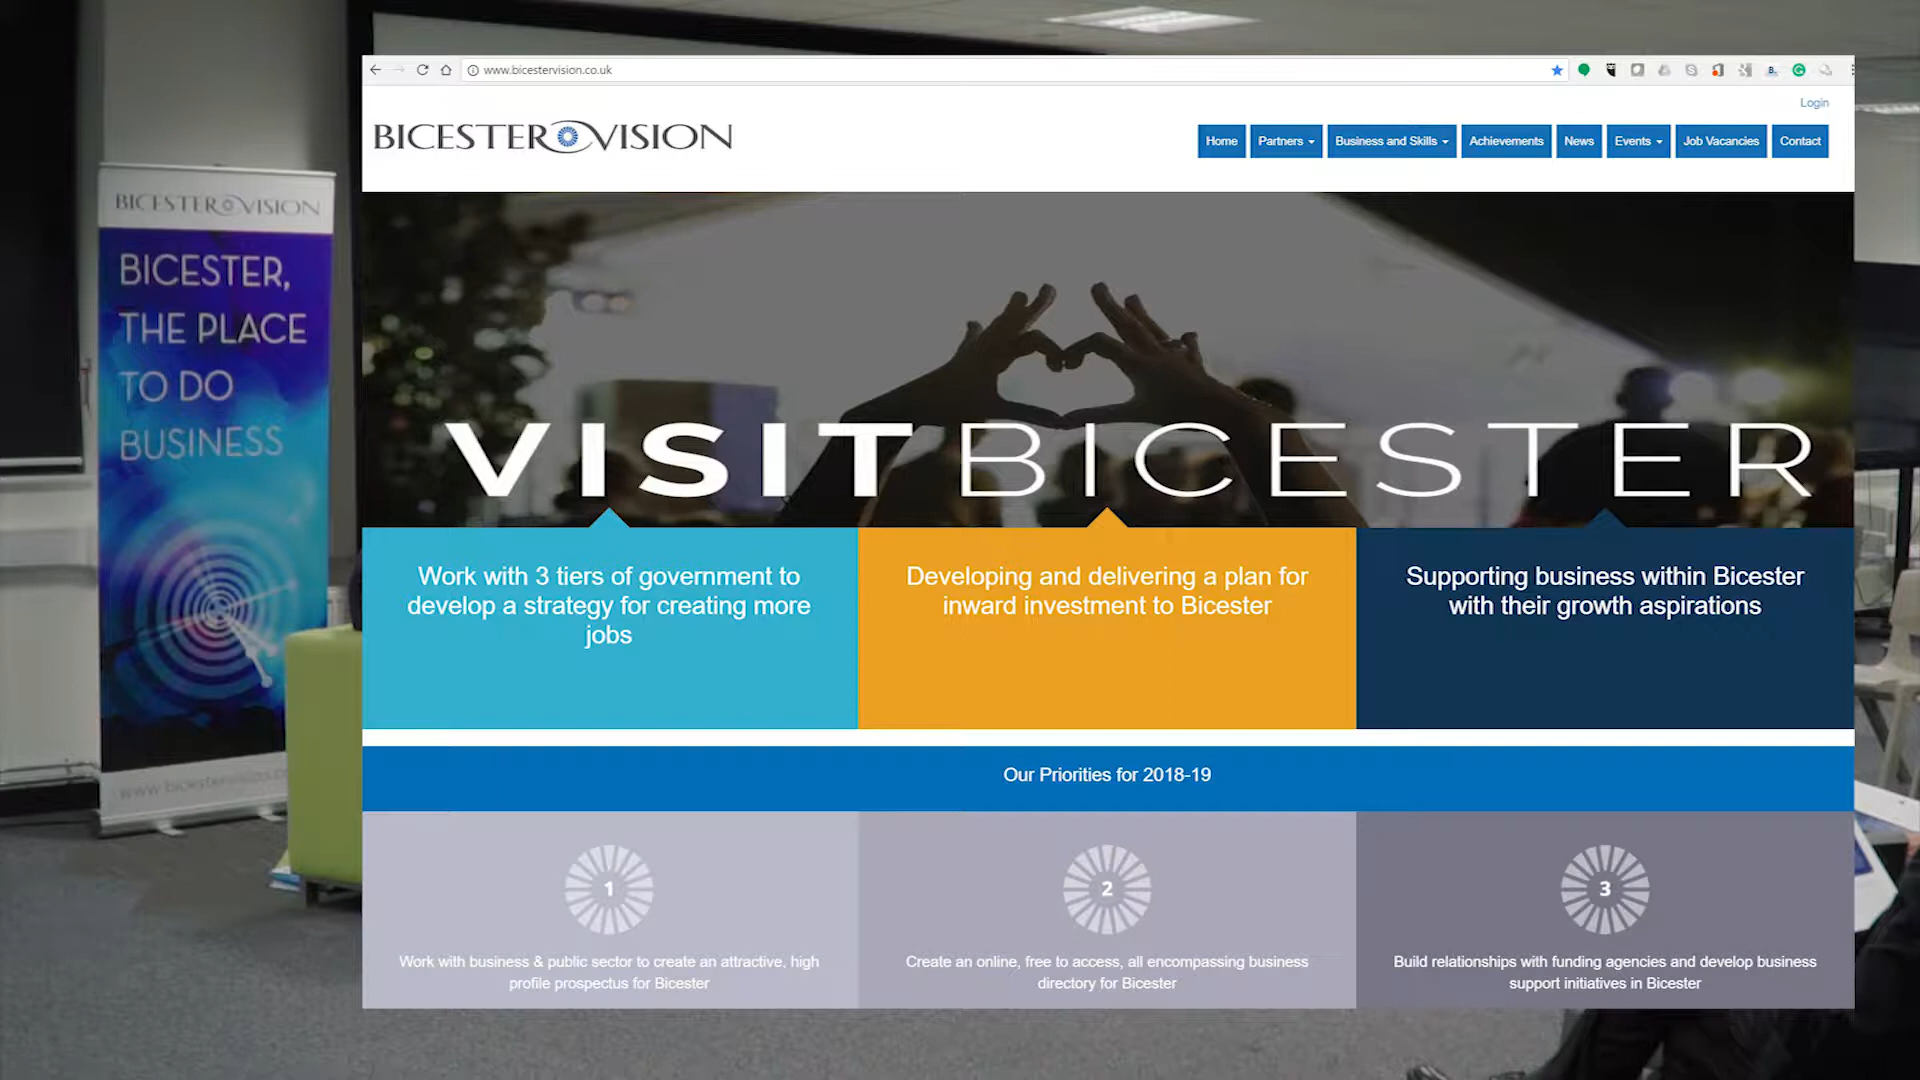 www.bicestervision.co.uk
Login
BICESTER VISION
Home
Partners
Business and Skills
Achievements
News
Events
Job Vacancies
Contact
BICESTER VISION
BICESTER,
THE PLACE
TO DO
BUSINESS
VISITBICESTER
Work with 3 tiers of government to
develop a strategy for creating more
jobs
Developing and delivering a plan for
inward investment to Bicester
Supporting business within Bicester
with their growth aspirations
Our Priorities for 2018-19
1
Work with business & public sector to create an attractive, high
profile prospectus for Bicester
2
Create an online, free to access, all encompassing business
directory for Bicester
3
Build relationships with funding agencies and develop business
support initiatives in Bicester